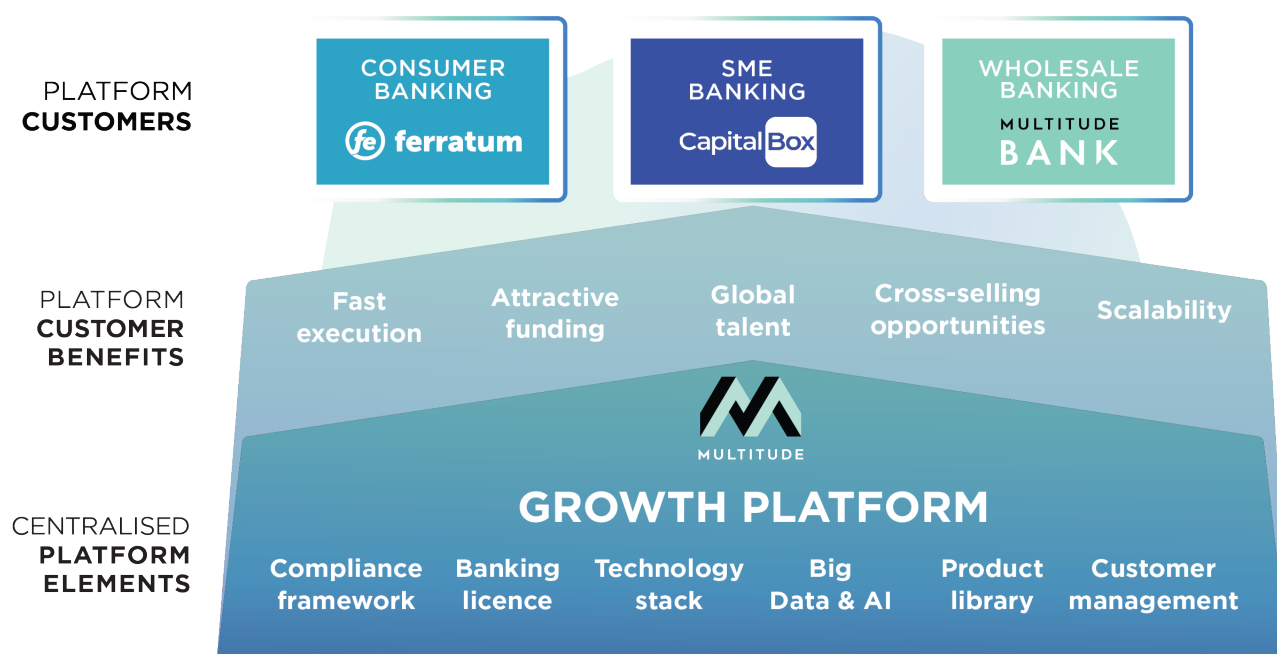 PLATFORM
CUSTOMERS
CONSUMER
BANKING
fe ferratum
SME
BANKING
CapitalBox
WHOLESALE
BANKING
MULTITUDE
BANK
PLATFORM
CUSTOMER
BENEFITS
Fast
execution
Attractive
funding
Global
talent
Cross-selling
opportunities
Scalability
MULTITUDE
GROWTH PLATFORM
CENTRALISED
PLATFORM
ELEMENTS
Compliance
framework
Banking
licence
Technology
stack
Big
Data & AI
Product
library
Customer
management